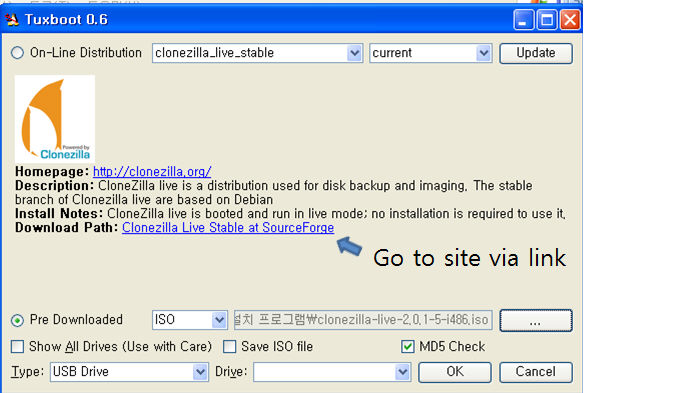 Tuxboot 0.6
On-Line Distribution clonezilla_live_stable current Update
Powered by
Clonezilla
Homepage: http://clonezilla.org/
Description: CloneZilla live is a distribution used for disk backup and imaging. The stable
branch of Clonezilla live are based on Debian
Install Notes: CloneZilla live is booted and run in live mode; no installation is required to use it.
Download Path: Clonezilla Live Stable at SourceForge
Go to site via link
Pre Downloaded ISO 설치 프로그램₩clonezilla-live-2.0.1-5-i486.iso ...
Show All Drives (Use with Care) Save ISO file MD5 Check
Type: USB Drive Drive: OK Cancel